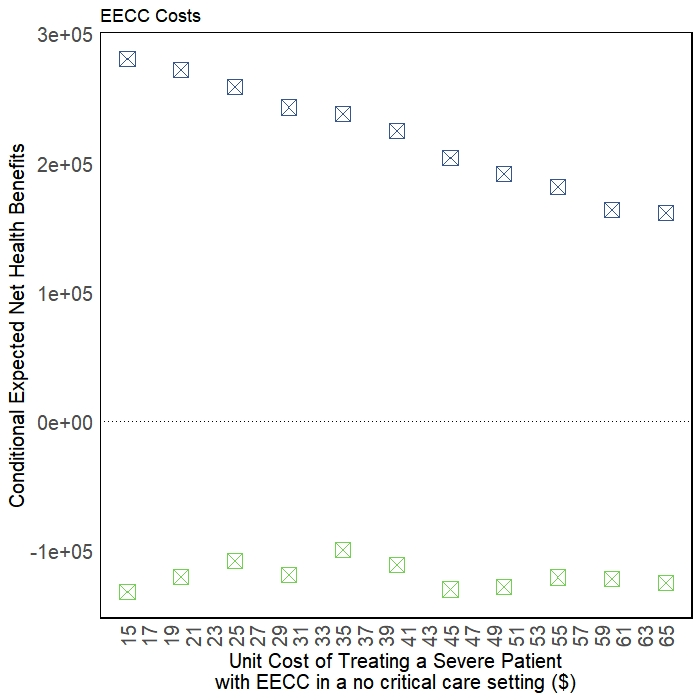 EECC Costs
3e+05
2e+05
1e+05
0e+00
-1e+05
Conditional Expected Net Health Benefits
15 17 19 21 23 25 27 29 31 33 35 37 39 41 43 45 47 49 51 53 55 57 59 61 63 65
Unit Cost of Treating a Severe Patient
with EECC in a no critical care setting ($)